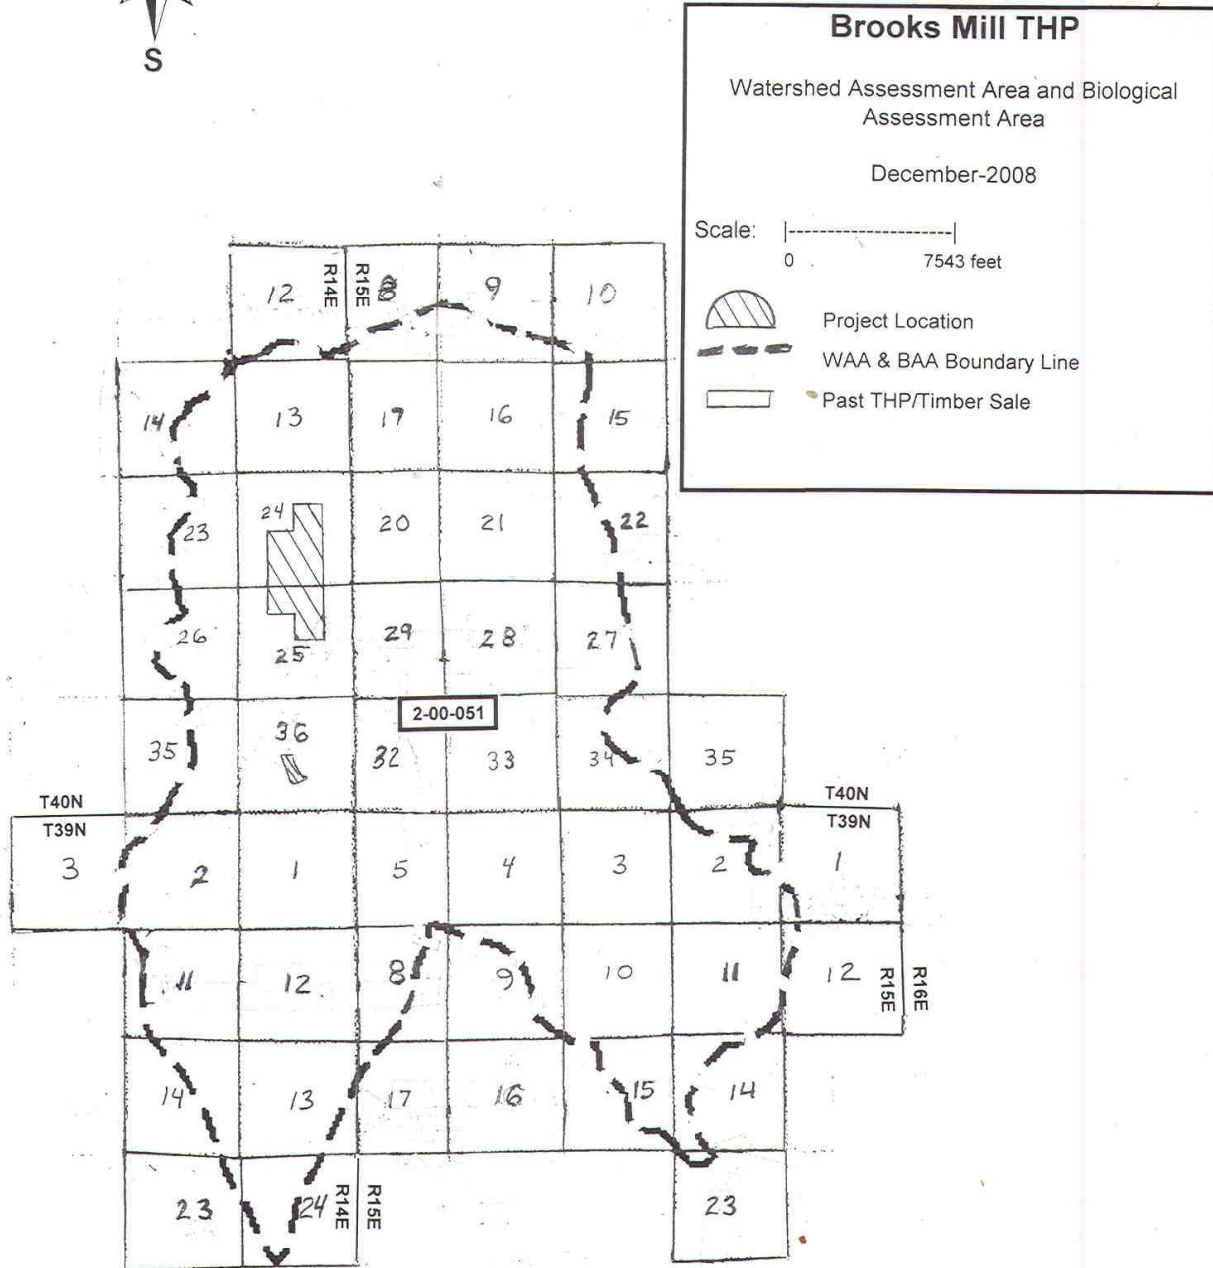 S
Brooks Mill THP
Watershed Assessment Area and Biological
Assessment Area
December-2008
Scale:
0 7543 feet
Project Location
WAA & BAA Boundary Line
Past THP/Timber Sale
12 R14E R15E 8 9 10
14 13 17 16 15
23 24 20 21 22
26 25 29 28 27
2-00-051
35 36 32 33 34 35
T40N T40N
T39N T39N
3 2 1 5 4 3 2 1
11 12 8 9 10 11 12 R15E R16E
14 13 17 16 15 14
23 24 R14E R15E 23